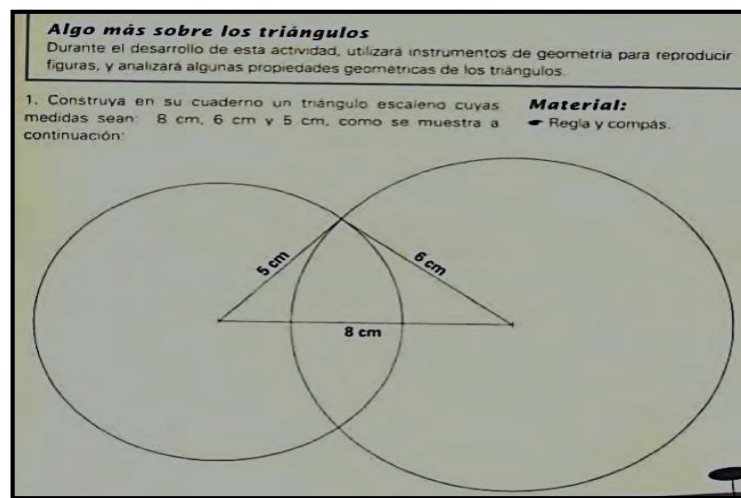 Algo más sobre los triángulos
Durante el desarrollo de esta actividad, utilizará instrumentos de geometría para reproducir
figuras, y analizará algunas propiedades geométricas de los triángulos.
1. Construya en su cuaderno un triángulo escaleno cuyas
medidas sean: 8 cm, 6 cm y 5 cm, como se muestra a
continuación:
Material:
Regla y compás.
5 cm
6 cm
8 cm